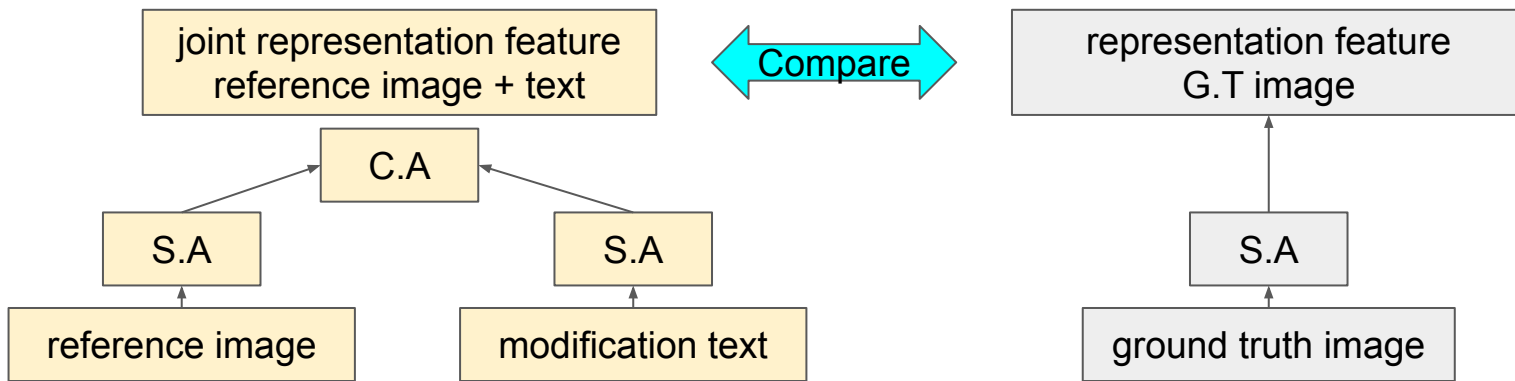 joint representation feature
reference image + text
Compare
representation feature
G.T image
C.A
S.A
S.A
S.A
reference image
modification text
ground truth image